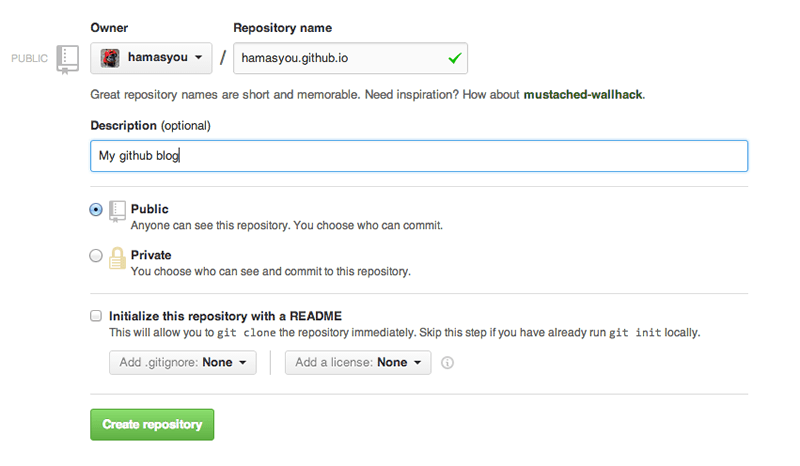 Owner Repository name
PUBLIC hamasyou / hamasyou.github.io
Great repository names are short and memorable. Need inspiration? How about mustached-wallhack.
Description (optional)
My github blog
Public
Anyone can see this repository. You choose who can commit.
Private
You choose who can see and commit to this repository.
Initialize this repository with a README
This will allow you to git clone the repository immediately. Skip this step if you have already run git init locally.
Add .gitignore: None Add a license: None
Create repository